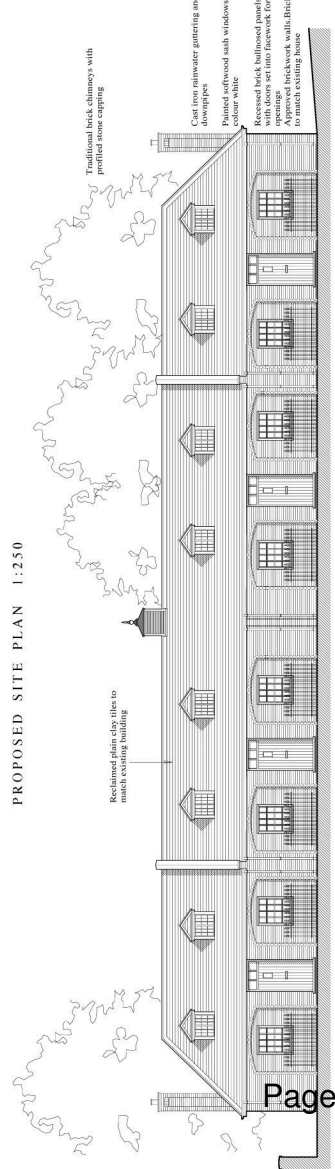 PROPOSED SITE PLAN 1:250
Reclaimed plain clay tiles to
match existing building
Traditional brick chimneys with
profiled stone capping
Cast iron rainwater guttering and
downpipes
Painted softwood sash windows
colour white
Recessed brick bullnosed panels
with doors set into facework for
openings
Approved brickwork walls.Brick
to match existing house
Page